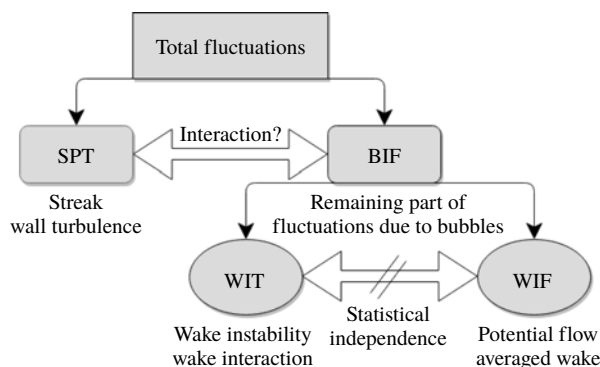 Total fluctuations
Interaction?
SPT
BIF
Streak
wall turbulence
Remaining part of
fluctuations due to bubbles
WIT
WIF
Statistical
independence
Wake instability
wake interaction
Potential flow
averaged wake